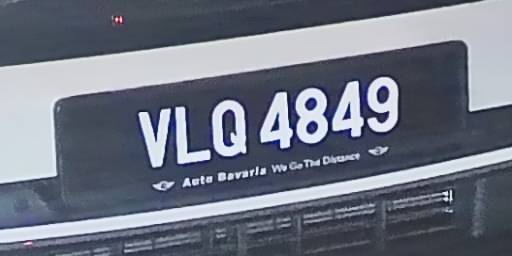 VLQ 4849
Auto Bavaria We Go The Distance